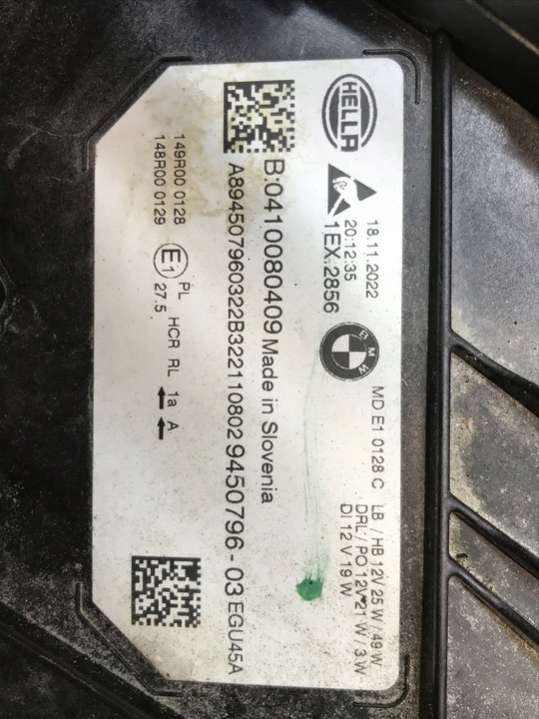 HELLA
18.11.2022
20:12:35
1EX.2856
BMW
MD E1 0128 C
LB / HB 12V 25 W / 49 W
DRL / PO 12V 21 W / 3 W
DI 12 V 19 W
B:0410080409 Made in Slovenia
A894507960322B3221108029450796-03 EGU45A
149R00 0128
148R00 0129
E1
PL HCR RL 1a A
27.5